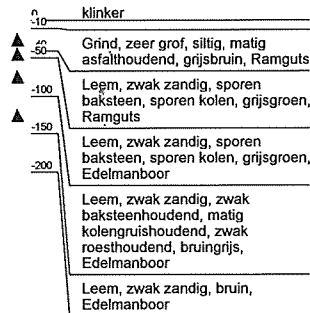 0
klinker
-10
Grind, zeer grof, siltig, matig
-40
asfalthoudend, grijsbruin, Ramguts
-50
Leem, zwak zandig, sporen
baksteen, sporen kolen, grijsgroen,
-100
Ramguts
Leem, zwak zandig, sporen
-150
baksteen, sporen kolen, grijsgroen,
Edelmanboor
-200
Leem, zwak zandig, zwak
baksteenhoudend, matig
kolengruishoudend, zwak
roesthoudend, bruingrijs,
Edelmanboor
Leem, zwak zandig, bruin,
Edelmanboor